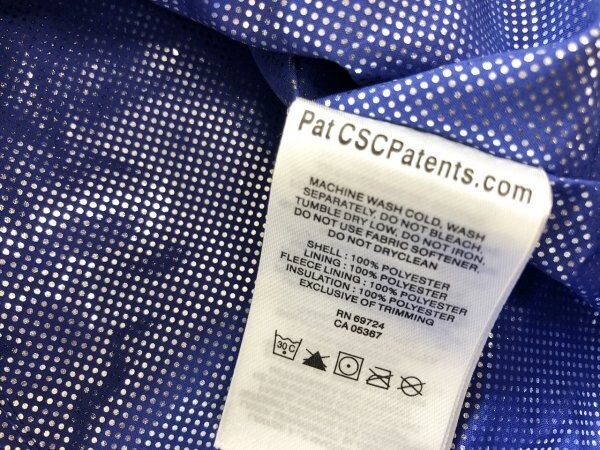 Pat CSCPatents.com
MACHINE WASH COLD, WASH
SEPARATELY. DO NOT BLEACH
TUMBLE DRY LOW, DO NOT IRON,
DO NOT USE FABRIC SOFTENER,
DO NOT DRYCLEAN
SHELL : 100% POLYESTER
LINING : 100% POLYESTER
FLEECE LINING : 100% POLYESTER
INSULATION : 100% POLYESTER
EXCLUSIVE OF TRIMMING
RN 69724
CA 05367
30 C